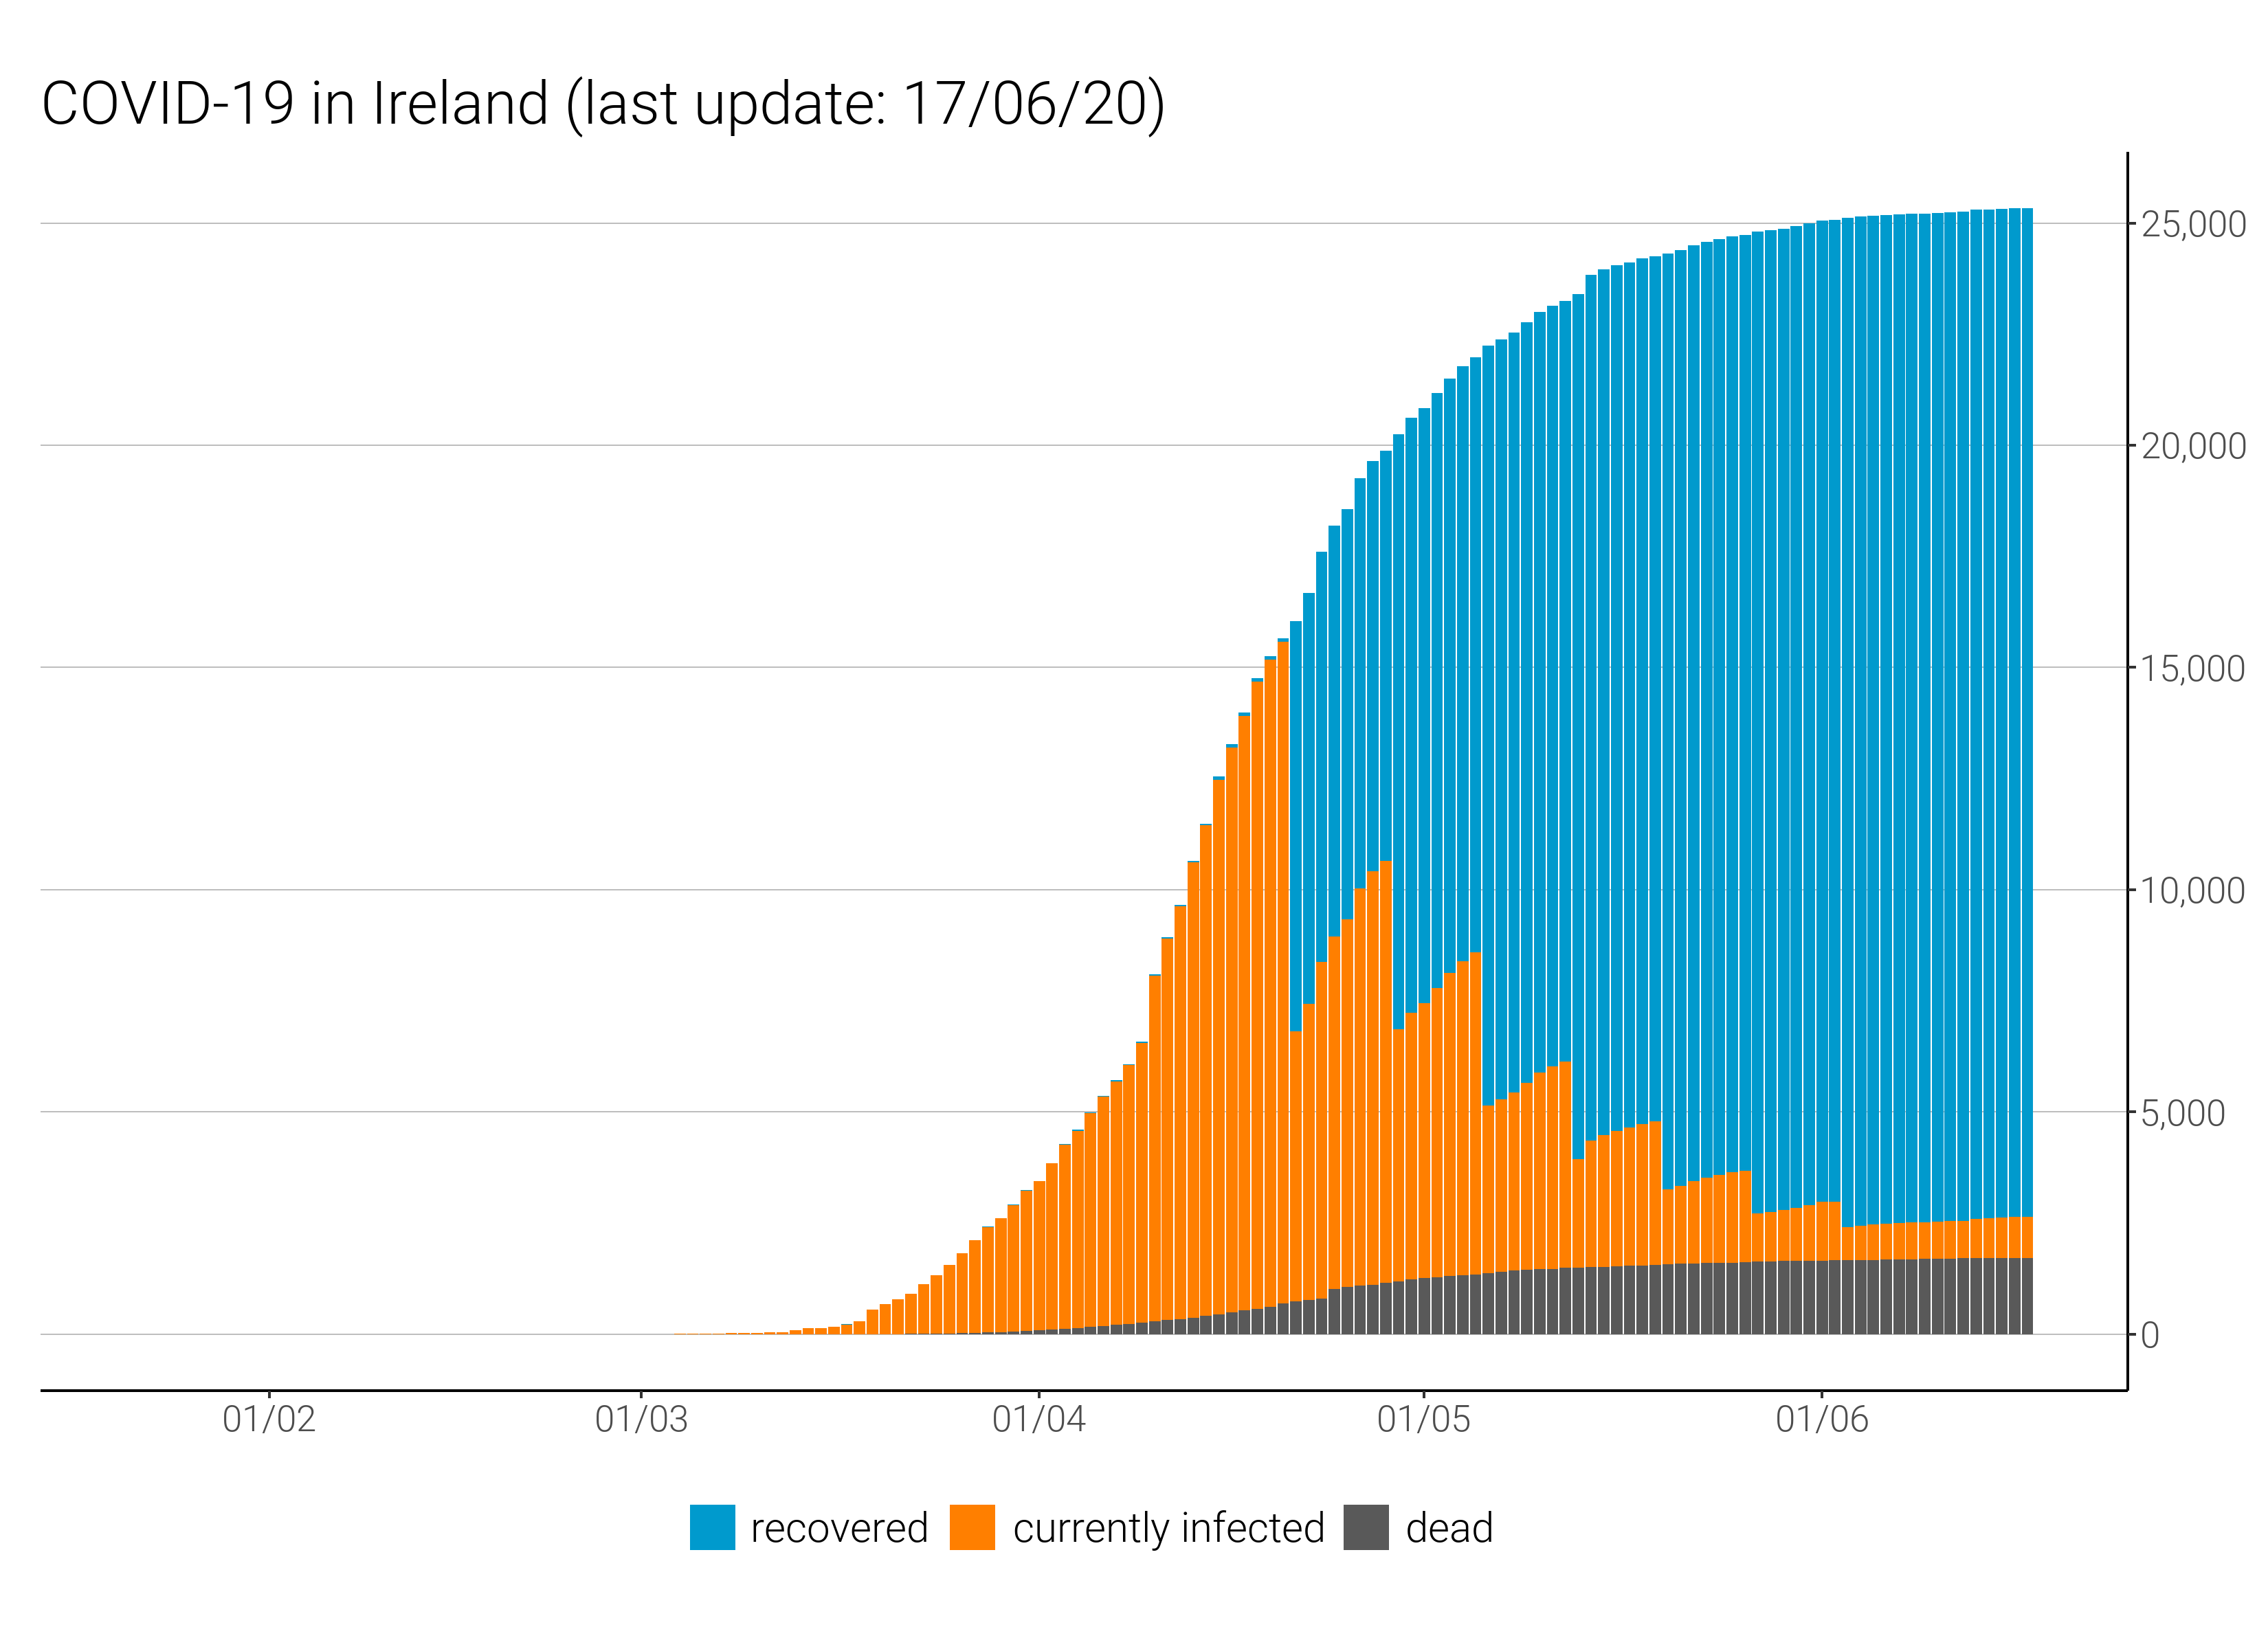 COVID-19 in Ireland (last update: 17/06/20)
25,000
20,000
15,000
10,000
5,000
0
01/02 01/03 01/04 01/05 01/06
recovered currently infected dead